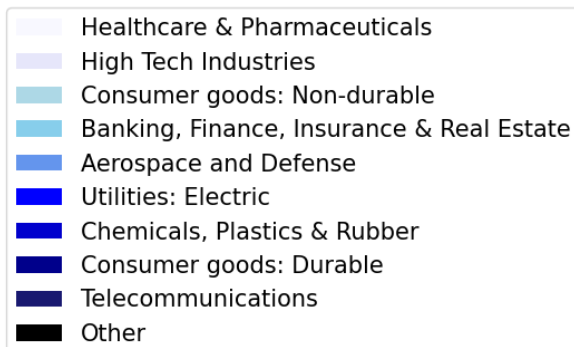 Healthcare & Pharmaceuticals
High Tech Industries
Consumer goods: Non-durable
Banking, Finance, Insurance & Real Estate
Aerospace and Defense
Utilities: Electric
Chemicals, Plastics & Rubber
Consumer goods: Durable
Telecommunications
Other